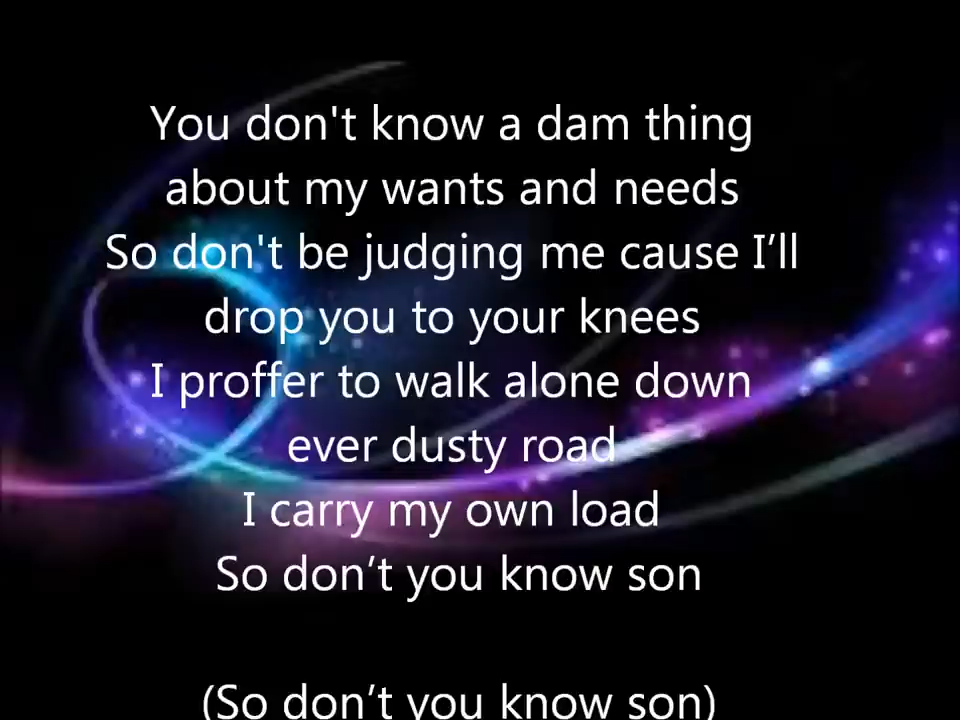 You don't know a dam thing
about my wants and needs
So don't be judging me cause I’ll
drop you to your knees
I proffer to walk alone down
ever dusty road
I carry my own load
So don’t you know son
(So don’t you know son)